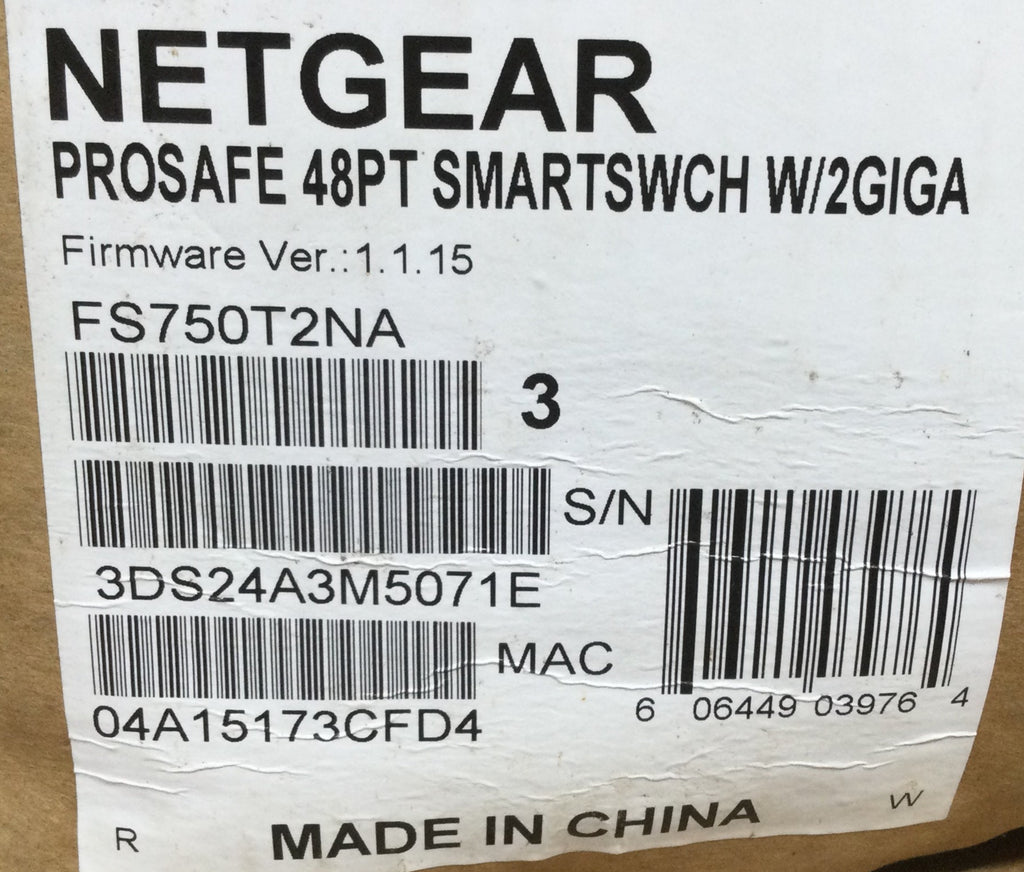 NETGEAR
PROSAFE 48PT SMARTSWCH W/2GIGA
Firmware Ver.:1.1.15
FS750T2NA
3
S/N
3DS24A3M5071E
MAC
04A15173CFD4
6 06449 03976 4
R MADE IN CHINA W